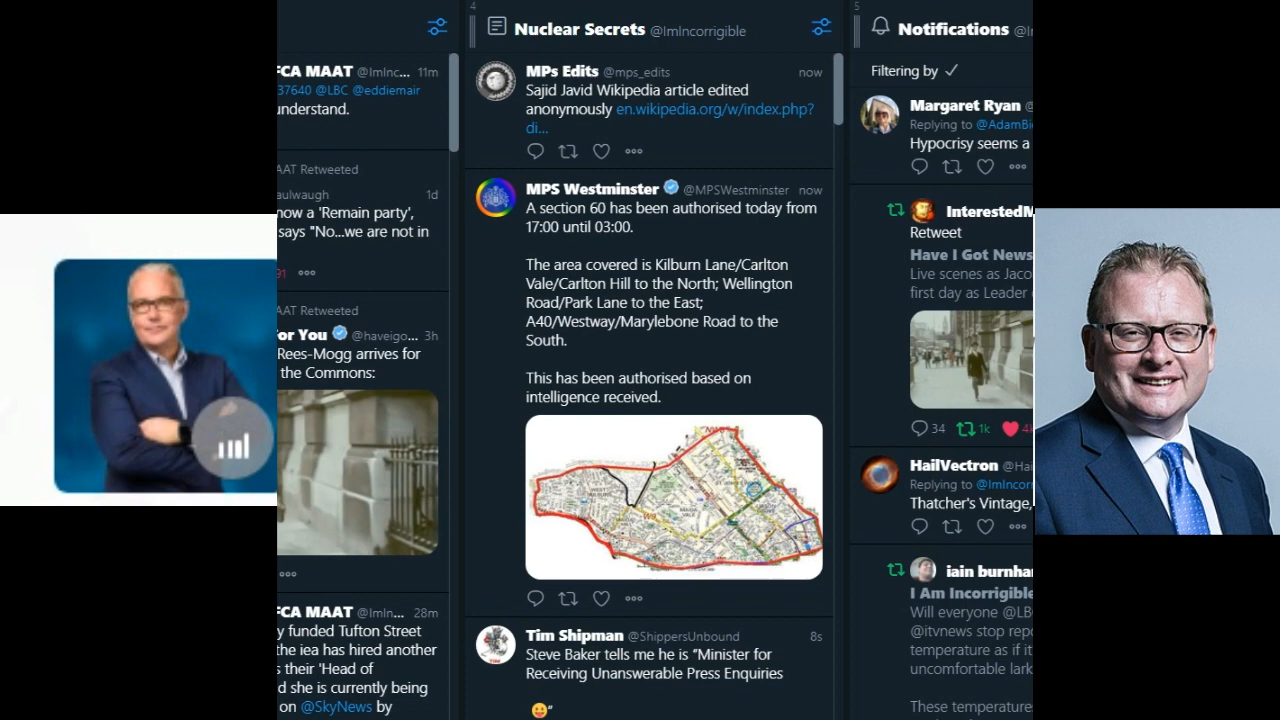 FCA MAAT @ImInc... 11m
37640 @LBC @eddiemair
understand.
AAT Retweeted
aulwaugh 1d
now a 'Remain party',
says "No...we are not in
AAT Retweeted
or You @haveigo... 3h
Rees-Mogg arrives for
the Commons:
FCA MAAT @ImIn... 28m
y funded Tufton Street
the iea has hired another
s their 'Head of
d she is currently being
on @SkyNews by
4
Nuclear Secrets @ImIncorrigible
MPs Edits @mps_edits now
Sajid Javid Wikipedia article edited
anonymously en.wikipedia.org/w/index.php?
di...
MPS Westminster @MPSWestminster now
A section 60 has been authorised today from
17:00 until 03:00.
The area covered is Kilburn Lane/Carlton
Vale/Carlton Hill to the North; Wellington
Road/Park Lane to the East;
A40/Westway/Marylebone Road to the
South.
This has been authorised based on
intelligence received.
Tim Shipman @ShippersUnbound 8s
Steve Baker tells me he is "Minister for
Receiving Unanswerable Press Enquiries
😛"
5
Notifications @I
Filtering by ✓
Margaret Ryan @
Replying to @AdamBi
Hypocrisy seems a
InterestedM
Retweet
Have I Got News
Live scenes as Jaco
first day as Leader
34 1k 4
HailVectron @Hai
Replying to @ImIncorr
Thatcher's Vintage,
iain burnha
I Am Incorrigible
Will everyone @LB
@itvnews stop repo
temperature as if it
uncomfortable lark
These temperature